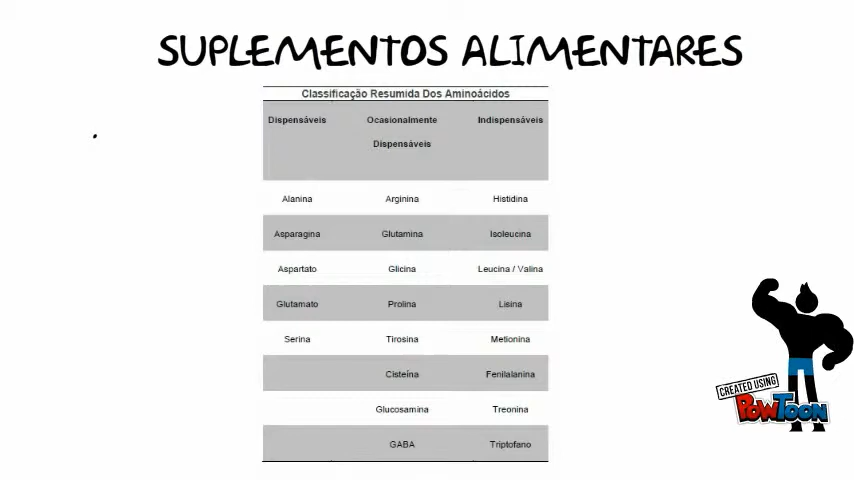 SUPLEMENTOS ALIMENTARES
Classificação Resumida Dos Aminoácidos
Dispensáveis Ocasionalmente Dispensáveis Indispensáveis
Alanina Arginina Histidina
Asparagina Glutamina Isoleucina
Aspartato Glicina Leucina / Valina
Glutamato Prolina Lisina
Serina Tirosina Metionina
Cisteína Fenilalanina
Glucosamina Treonina
GABA Triptofano
CREATED USING
POWTOON